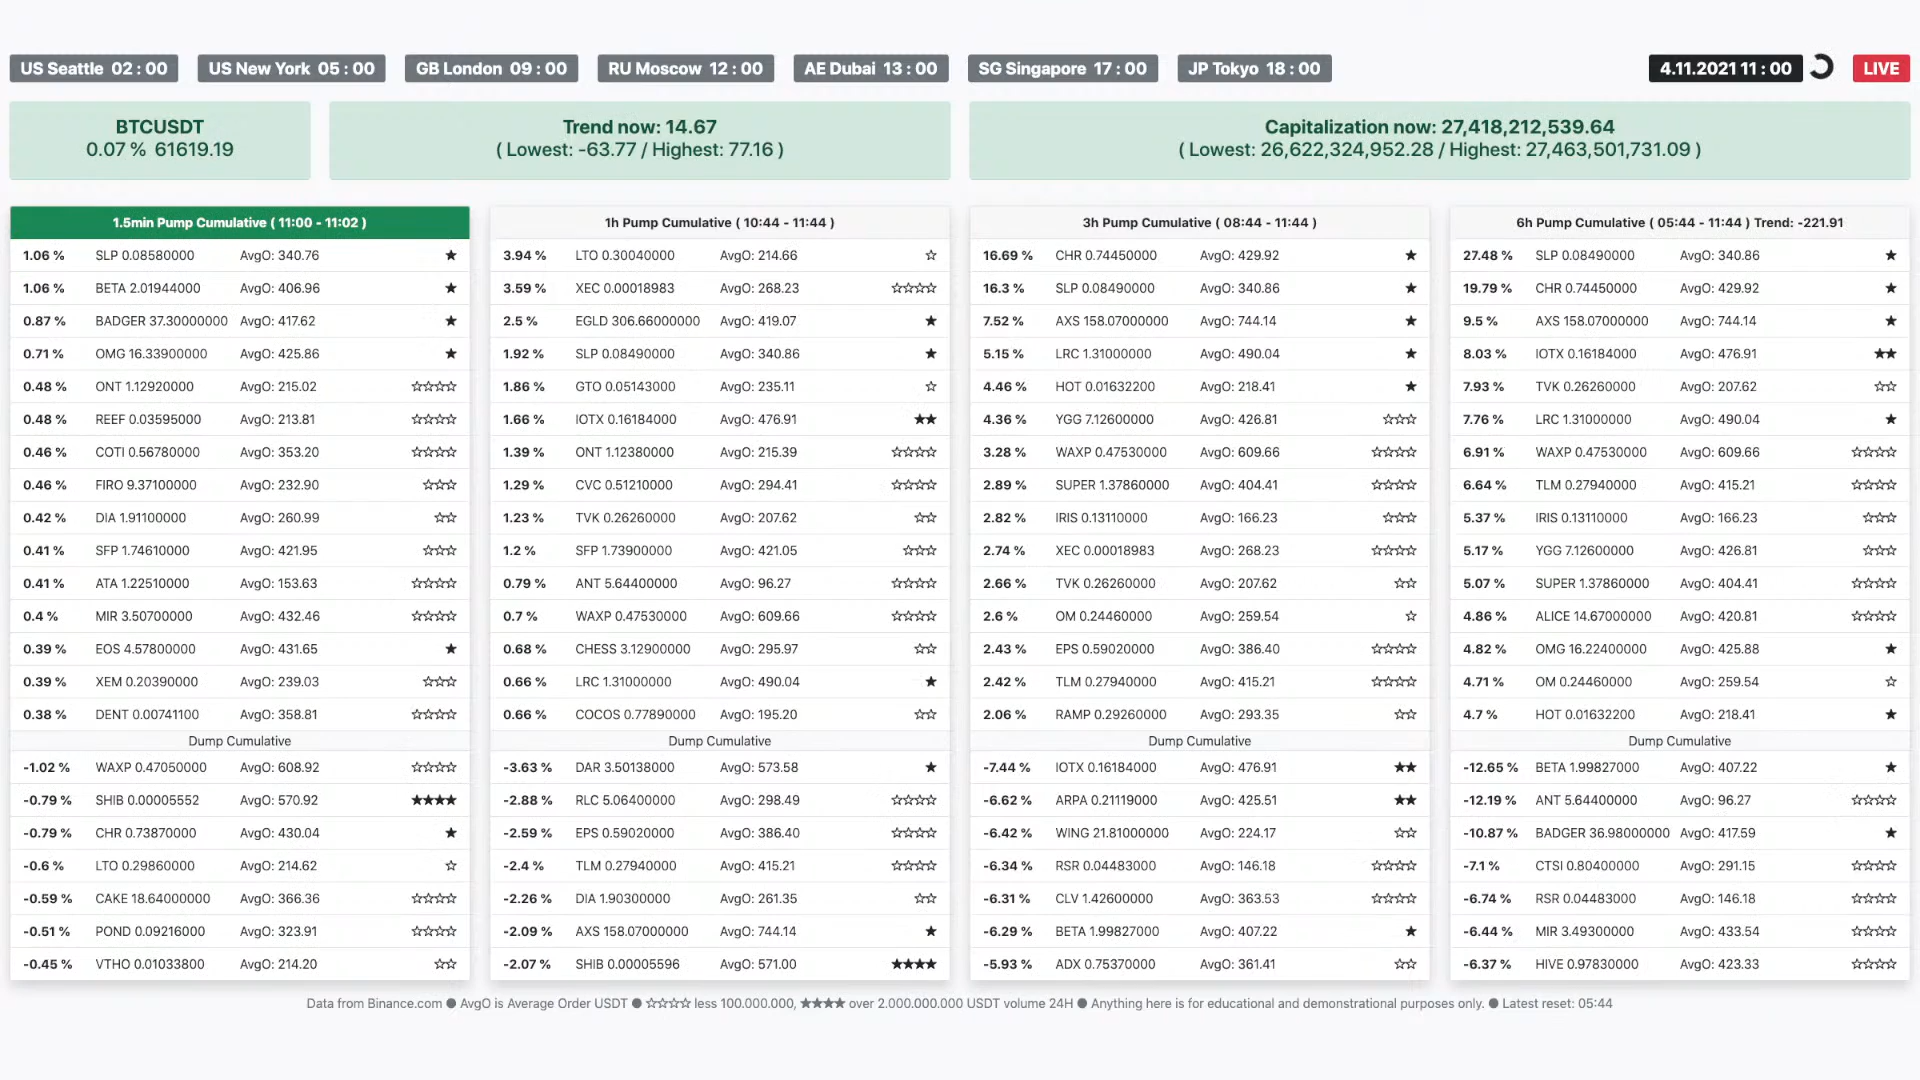 US Seattle 02 : 00
US New York 05 : 00
GB London 09 : 00
RU Moscow 12 : 00
AE Dubai 13 : 00
SG Singapore 17 : 00
JP Tokyo 18 : 00
4.11.2021 11 : 00
LIVE
BTCUSDT
0.07 % 61619.19
Trend now: 14.67
( Lowest: -63.77 / Highest: 77.16 )
Capitalization now: 27,418,212,539.64
( Lowest: 26,622,324,952.28 / Highest: 27,463,501,731.09 )
1.5min Pump Cumulative ( 11:00 - 11:02 )
1.06 % SLP 0.08580000 AvgO: 340.76 ★
1.06 % BETA 2.01944000 AvgO: 406.96 ★
0.87 % BADGER 37.30000000 AvgO: 417.62 ★
0.71 % OMG 16.33900000 AvgO: 425.86 ★
0.48 % ONT 1.12920000 AvgO: 215.02 ☆☆☆☆
0.48 % REEF 0.03595000 AvgO: 213.81 ☆☆☆☆
0.46 % COTI 0.56780000 AvgO: 353.20 ☆☆☆☆
0.46 % FIRO 9.37100000 AvgO: 232.90 ☆☆☆
0.42 % DIA 1.91100000 AvgO: 260.99 ☆☆
0.41 % SFP 1.74610000 AvgO: 421.95 ☆☆☆
0.41 % ATA 1.22510000 AvgO: 153.63 ☆☆☆☆
0.4 % MIR 3.50700000 AvgO: 432.46 ☆☆☆☆
0.39 % EOS 4.57800000 AvgO: 431.65 ★
0.39 % XEM 0.20390000 AvgO: 239.03 ☆☆☆
0.38 % DENT 0.00741100 AvgO: 358.81 ☆☆☆☆
Dump Cumulative
-1.02 % WAXP 0.47050000 AvgO: 608.92 ☆☆☆☆
-0.79 % SHIB 0.00005552 AvgO: 570.92 ★★★★
-0.79 % CHR 0.73870000 AvgO: 430.04 ★
-0.6 % LTO 0.29860000 AvgO: 214.62 ☆
-0.59 % CAKE 18.64000000 AvgO: 366.36 ☆☆☆☆
-0.51 % POND 0.09216000 AvgO: 323.91 ☆☆☆☆
-0.45 % VTHO 0.01033800 AvgO: 214.20 ☆☆
1h Pump Cumulative ( 10:44 - 11:44 )
3.94 % LTO 0.30040000 AvgO: 214.66 ☆
3.59 % XEC 0.00018983 AvgO: 268.23 ☆☆☆☆
2.5 % EGLD 306.66000000 AvgO: 419.07 ★
1.92 % SLP 0.08490000 AvgO: 340.86 ★
1.86 % GTO 0.05143000 AvgO: 235.11 ☆
1.66 % IOTX 0.16184000 AvgO: 476.91 ★★
1.39 % ONT 1.12380000 AvgO: 215.39 ☆☆☆☆
1.29 % CVC 0.51210000 AvgO: 294.41 ☆☆☆☆
1.23 % TVK 0.26260000 AvgO: 207.62 ☆☆
1.2 % SFP 1.73900000 AvgO: 421.05 ☆☆☆
0.79 % ANT 5.64400000 AvgO: 96.27 ☆☆☆☆
0.7 % WAXP 0.47530000 AvgO: 609.66 ☆☆☆☆
0.68 % CHESS 3.12900000 AvgO: 295.97 ☆☆
0.66 % LRC 1.31000000 AvgO: 490.04 ★
0.66 % COCOS 0.77890000 AvgO: 195.20 ☆☆
Dump Cumulative
-3.63 % DAR 3.50138000 AvgO: 573.58 ★
-2.88 % RLC 5.06400000 AvgO: 298.49 ☆☆☆☆
-2.59 % EPS 0.59020000 AvgO: 386.40 ☆☆☆☆
-2.4 % TLM 0.27940000 AvgO: 415.21 ☆☆☆☆
-2.26 % DIA 1.90300000 AvgO: 261.35 ☆☆
-2.09 % AXS 158.07000000 AvgO: 744.14 ★
-2.07 % SHIB 0.00005596 AvgO: 571.00 ★★★★
3h Pump Cumulative ( 08:44 - 11:44 )
16.69 % CHR 0.74450000 AvgO: 429.92 ★
16.3 % SLP 0.08490000 AvgO: 340.86 ★
7.52 % AXS 158.07000000 AvgO: 744.14 ★
5.15 % LRC 1.31000000 AvgO: 490.04 ★
4.46 % HOT 0.01632200 AvgO: 218.41 ★
4.36 % YGG 7.12600000 AvgO: 426.81 ☆☆☆
3.28 % WAXP 0.47530000 AvgO: 609.66 ☆☆☆☆
2.89 % SUPER 1.37860000 AvgO: 404.41 ☆☆☆☆
2.82 % IRIS 0.13110000 AvgO: 166.23 ☆☆☆
2.74 % XEC 0.00018983 AvgO: 268.23 ☆☆☆☆
2.66 % TVK 0.26260000 AvgO: 207.62 ☆☆
2.6 % OM 0.24460000 AvgO: 259.54 ☆
2.43 % EPS 0.59020000 AvgO: 386.40 ☆☆☆☆
2.42 % TLM 0.27940000 AvgO: 415.21 ☆☆☆☆
2.06 % RAMP 0.29260000 AvgO: 293.35 ☆☆
Dump Cumulative
-7.44 % IOTX 0.16184000 AvgO: 476.91 ★★
-6.62 % ARPA 0.21119000 AvgO: 425.51 ★★
-6.42 % WING 21.81000000 AvgO: 224.17 ☆☆
-6.34 % RSR 0.04483000 AvgO: 146.18 ☆☆☆☆
-6.31 % CLV 1.42600000 AvgO: 363.53 ☆☆☆☆
-6.29 % BETA 1.99827000 AvgO: 407.22 ★
-5.93 % ADX 0.75370000 AvgO: 361.41 ☆☆
6h Pump Cumulative ( 05:44 - 11:44 ) Trend: -221.91
27.48 % SLP 0.08490000 AvgO: 340.86 ★
19.79 % CHR 0.74450000 AvgO: 429.92 ★
9.5 % AXS 158.07000000 AvgO: 744.14 ★
8.03 % IOTX 0.16184000 AvgO: 476.91 ★★
7.93 % TVK 0.26260000 AvgO: 207.62 ☆☆
7.76 % LRC 1.31000000 AvgO: 490.04 ★
6.91 % WAXP 0.47530000 AvgO: 609.66 ☆☆☆☆
6.64 % TLM 0.27940000 AvgO: 415.21 ☆☆☆☆
5.37 % IRIS 0.13110000 AvgO: 166.23 ☆☆☆
5.17 % YGG 7.12600000 AvgO: 426.81 ☆☆☆
5.07 % SUPER 1.37860000 AvgO: 404.41 ☆☆☆☆
4.86 % ALICE 14.67000000 AvgO: 420.81 ☆☆☆☆
4.82 % OMG 16.22400000 AvgO: 425.88 ★
4.71 % OM 0.24460000 AvgO: 259.54 ☆
4.7 % HOT 0.01632200 AvgO: 218.41 ★
Dump Cumulative
-12.65 % BETA 1.99827000 AvgO: 407.22 ★
-12.19 % ANT 5.64400000 AvgO: 96.27 ☆☆☆☆
-10.87 % BADGER 36.98000000 AvgO: 417.59 ★
-7.1 % CTSI 0.80400000 AvgO: 291.15 ☆☆☆☆
-6.74 % RSR 0.04483000 AvgO: 146.18 ☆☆☆☆
-6.44 % MIR 3.49300000 AvgO: 433.54 ☆☆☆☆
-6.37 % HIVE 0.97830000 AvgO: 423.33 ☆☆☆☆
Data from Binance.com ● AvgO is Average Order USDT ● ☆☆☆☆ less 100.000.000, ★★★★ over 2.000.000.000 USDT volume 24H ● Anything here is for educational and demonstrational purposes only. ● Latest reset: 05:44